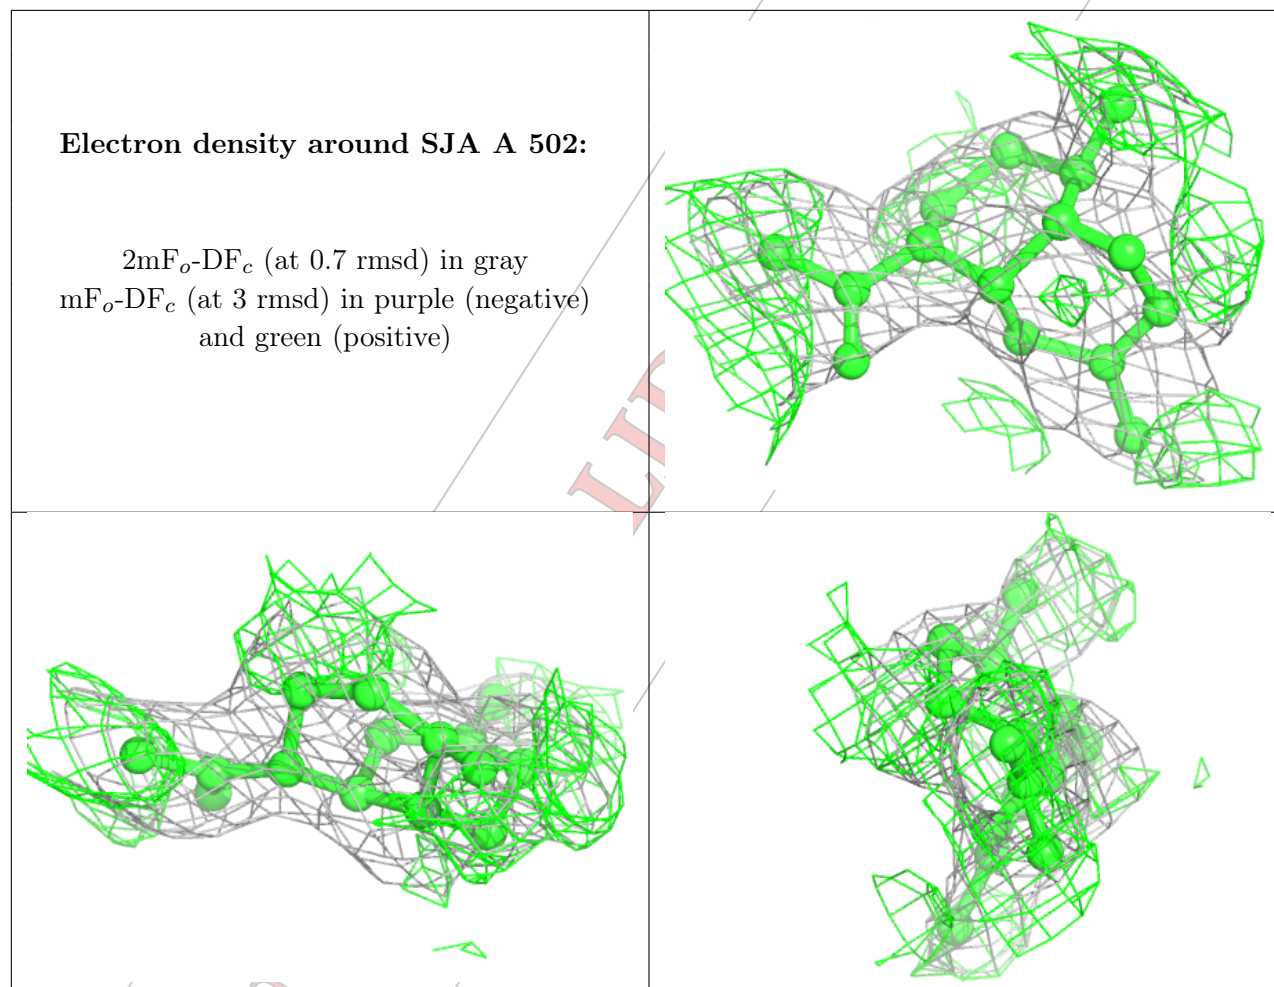 Electron density around SJA A 502:
2mFo-DFc (at 0.7 rmsd) in gray
mFo-DFc (at 3 rmsd) in purple (negative)
and green (positive)